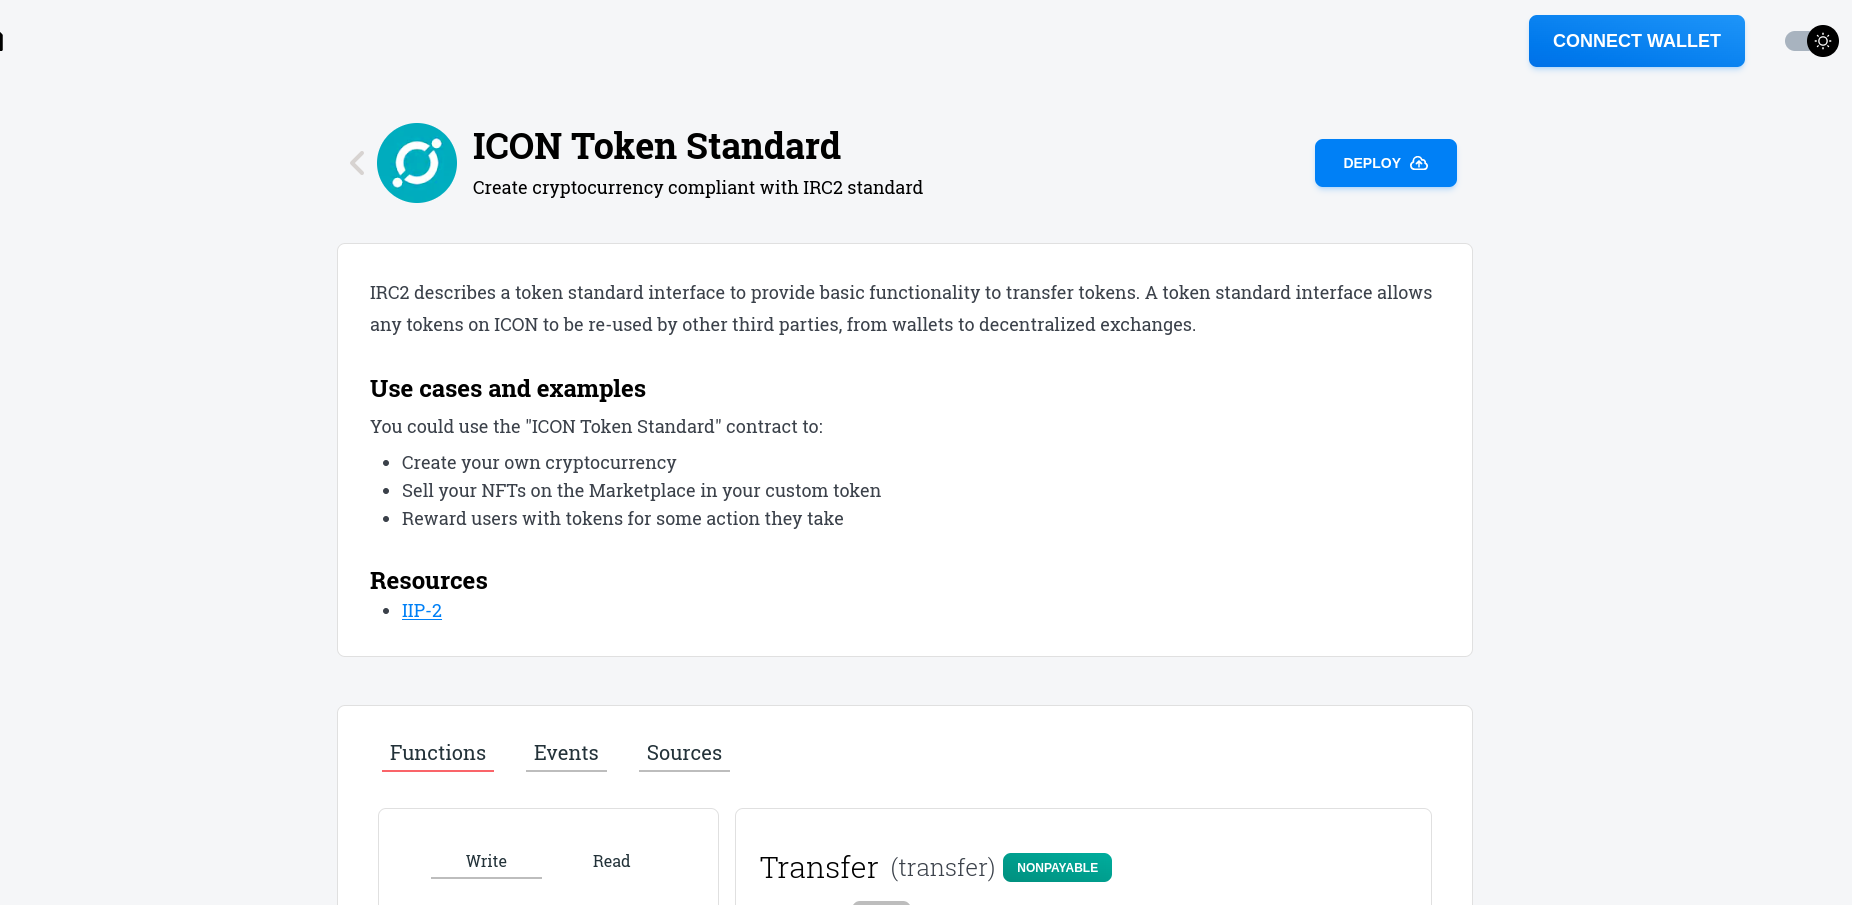 CONNECT WALLET
ICON Token Standard
Create cryptocurrency compliant with IRC2 standard
DEPLOY
IRC2 describes a token standard interface to provide basic functionality to transfer tokens. A token standard interface allows
any tokens on ICON to be re-used by other third parties, from wallets to decentralized exchanges.
Use cases and examples
You could use the "ICON Token Standard" contract to:
• Create your own cryptocurrency
• Sell your NFTs on the Marketplace in your custom token
• Reward users with tokens for some action they take
Resources
• IIP-2
Functions Events Sources
Write Read
Transfer (transfer) NONPAYABLE